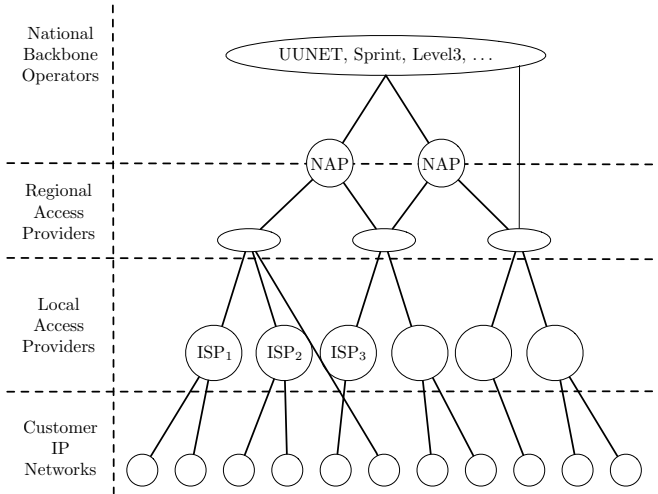 National
Backbone
Operators
UUNET, Sprint, Level3, ...
NAP
NAP
Regional
Access
Providers
Local
Access
Providers
ISP₁
ISP₂
ISP₃
Customer
IP
Networks